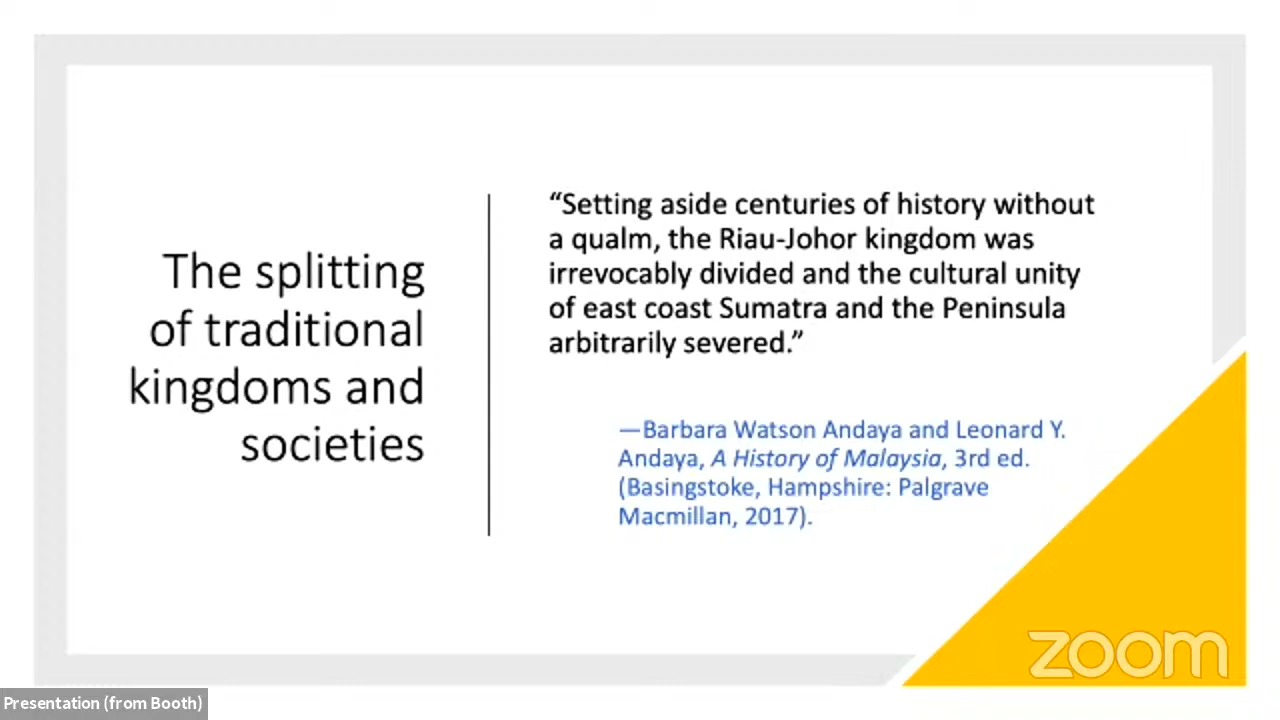 The splitting
of traditional
kingdoms and
societies
“Setting aside centuries of history without
a qualm, the Riau-Johor kingdom was
irrevocably divided and the cultural unity
of east coast Sumatra and the Peninsula
arbitrarily severed.”
—Barbara Watson Andaya and Leonard Y.
Andaya, A History of Malaysia, 3rd ed.
(Basingstoke, Hampshire: Palgrave
Macmillan, 2017).
zoom
Presentation (from Booth)